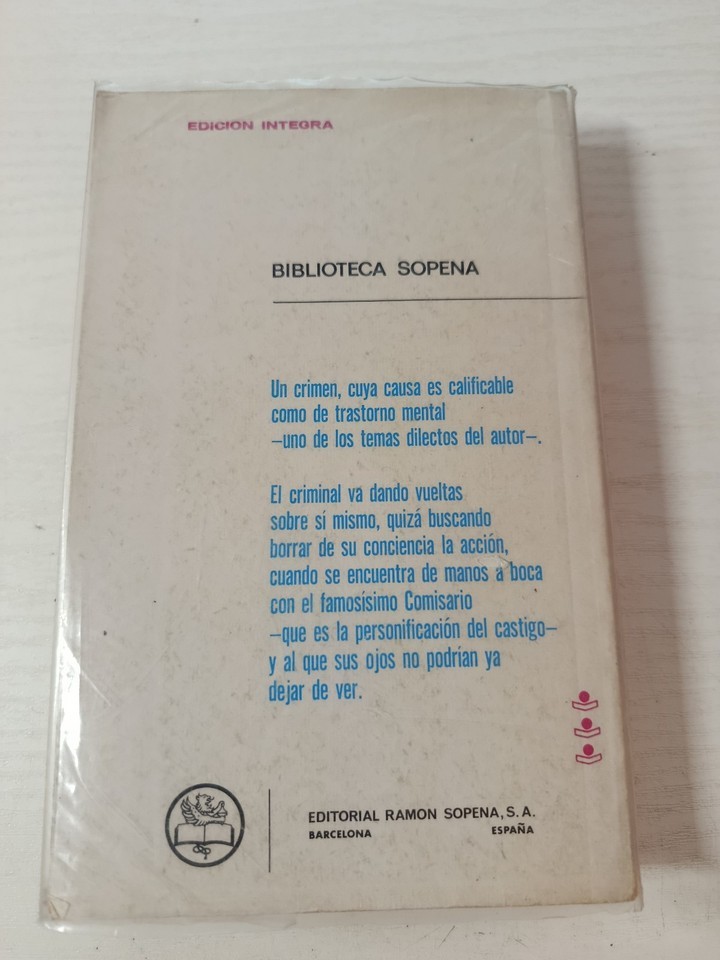 EDICION INTEGRA
BIBLIOTECA SOPENA
Un crimen, cuya causa es calificable
como de trastorno mental
—uno de los temas dilectos del autor—.
El criminal va dando vueltas
sobre sí mismo, quizá buscando
borrar de su conciencia la acción,
cuando se encuentra de manos a boca
con el famosísimo Comisario
—que es la personificación del castigo—
y al que sus ojos no podrían ya
dejar de ver.
EDITORIAL RAMON SOPENA, S. A.
BARCELONA ESPAÑA